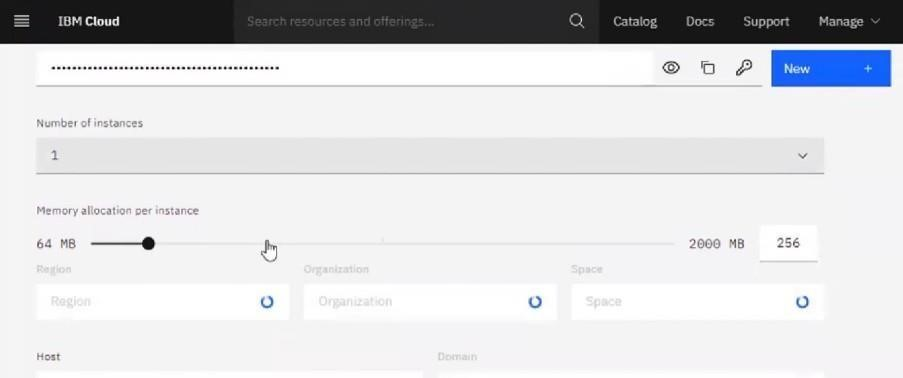 IBM Cloud Search resources and offerings... Catalog Docs Support Manage
•••••••••••••••••••••••••••••••••••••••••••• New +
Number of instances
1
Memory allocation per instance
64 MB 2000 MB 256
Region Organization Space
Region Organization Space
Host Domain